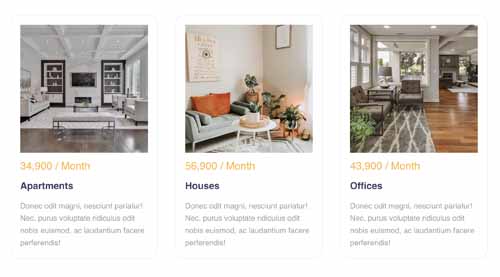 34,900 / Month
Apartments
Donec odit magni, nesciunt pariatur!
Nec, purus voluptate ridiculus odit
nobis euismod, ac laudantium facere
perferendis!
56,900 / Month
Houses
Donec odit magni, nesciunt pariatur!
Nec, purus voluptate ridiculus odit
nobis euismod, ac laudantium facere
perferendis!
43,900 / Month
Offices
Donec odit magni, nesciunt pariatur!
Nec, purus voluptate ridiculus odit
nobis euismod, ac laudantium facere
perferendis!